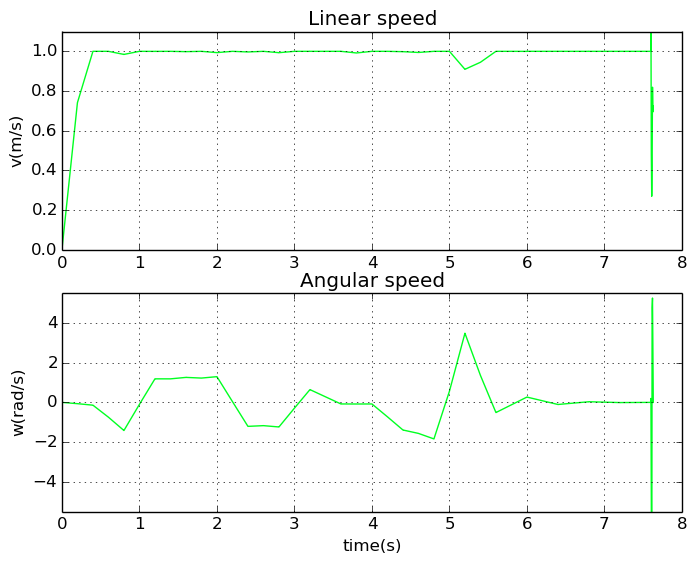 Linear speed
1.0
0.8
0.6
0.4
0.2
0.0
v(m/s)
0 1 2 3 4 5 6 7 8
Angular speed
4
2
0
−2
−4
w(rad/s)
0 1 2 3 4 5 6 7 8
time(s)